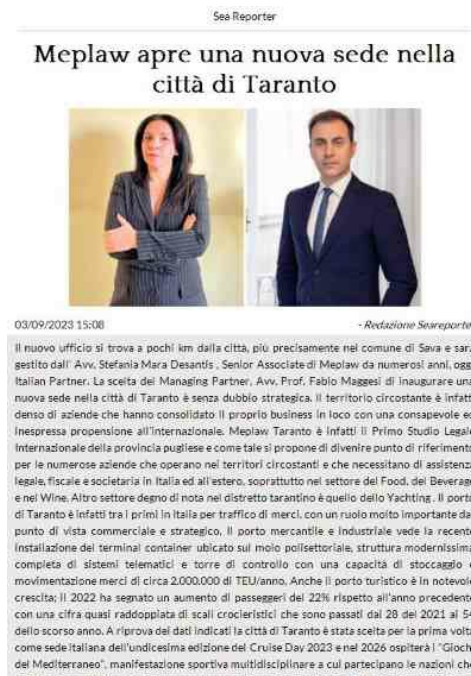 Sea Reporter
Meplaw apre una nuova sede nella
città di Taranto
03/09/2023 15:08
- Redazione Seareporter
Il nuovo ufficio si trova a pochi km dalla città, più precisamente nel comune di Sava e sarà
gestito dall' Avv. Stefania Mara Desantis , Senior Associate di Meplaw da numerosi anni, oggi
Italian Partner. La scelta del Managing Partner, Avv. Prof. Fabio Maggesi di inaugurare una
nuova sede nella città di Taranto è senza dubbio strategica. Il territorio circostante è infatti
denso di aziende che hanno consolidato il proprio business in loco con una consapevole ed
inespressa propensione all'internazionale. Meplaw Taranto è infatti il Primo Studio Legale
Internazionale della provincia pugliese e come tale si propone di divenire punto di riferimento
per le numerose aziende che operano nei territori circostanti e che necessitano di assistenza
legale, fiscale e societaria in Italia ed all'estero, soprattutto nel settore del Food, del Beverage
e nel Wine. Altro settore degno di nota nel distretto tarantino è quello dello Yachting . Il porto
di Taranto è infatti tra i primi in Italia per traffico di merci, con un ruolo molto importante dal
punto di vista commerciale e strategico. Il porto mercantile e industriale vede la recente
installazione del terminal container ubicato sul molo polisettoriale, struttura modernissima
completa di sistemi telematici e torre di controllo con una capacità di stoccaggio e
movimentazione merci di circa 2.000.000 di TEU/anno. Anche il porto turistico è in notevole
crescita; il 2022 ha segnato un aumento di passeggeri del 22% rispetto all'anno precedente
con una cifra quasi raddoppiata di scali crocieristici che sono passati dai 28 del 2021 ai 54
dello scorso anno. A riprova dei dati indicati la città di Taranto è stata scelta per la prima volta
come sede italiana dell'undicesima edizione del Cruise Day 2023 e nel 2026 ospiterà i "Giochi
del Mediterraneo", manifestazione sportiva multidisciplinare a cui partecipano le nazioni che